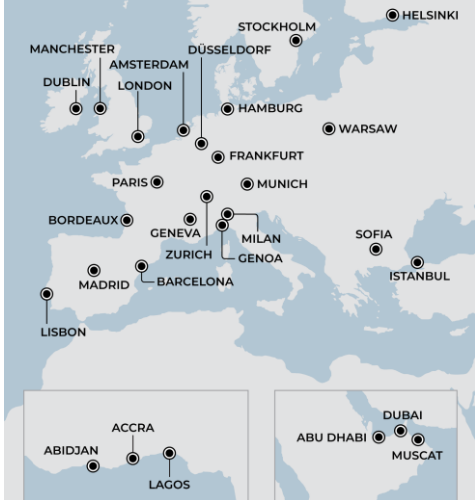 STOCKHOLM
HELSINKI
MANCHESTER
DÜSSELDORF
AMSTERDAM
DUBLIN
LONDON
HAMBURG
WARSAW
FRANKFURT
PARIS
MUNICH
BORDEAUX
GENEVA
MILAN
SOFIA
ZURICH
GENOA
ISTANBUL
MADRID
BARCELONA
LISBON
ACCRA
ABIDJAN
LAGOS
DUBAI
ABU DHABI
MUSCAT